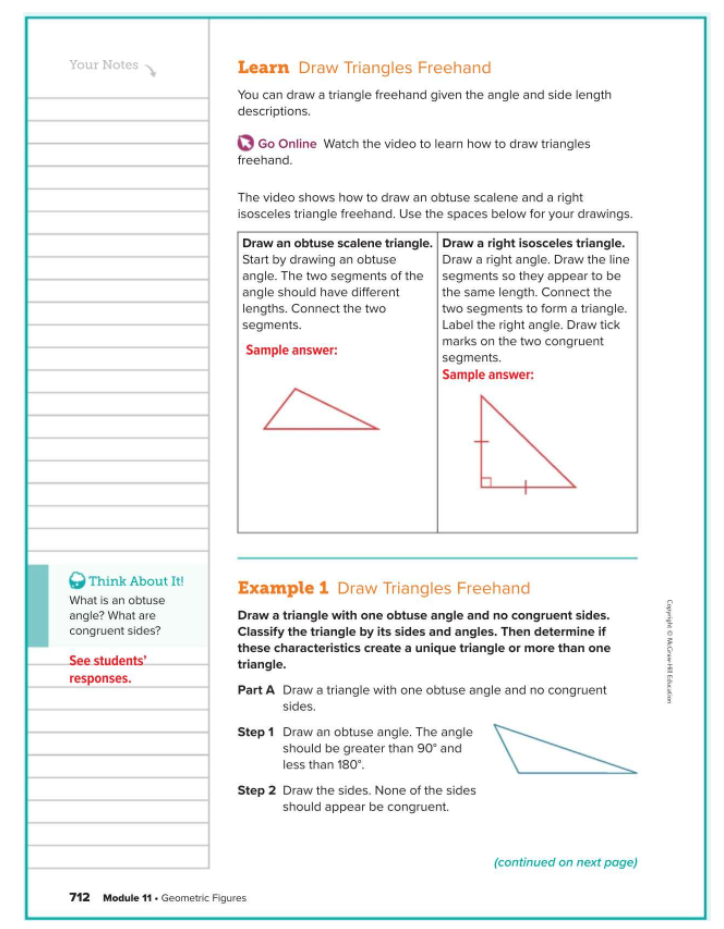 Your Notes
Learn Draw Triangles Freehand
You can draw a triangle freehand given the angle and side length
descriptions.
Go Online Watch the video to learn how to draw triangles
freehand.
The video shows how to draw an obtuse scalene and a right
isosceles triangle freehand. Use the spaces below for your drawings.
Draw an obtuse scalene triangle.
Start by drawing an obtuse
angle. The two segments of the
angle should have different
lengths. Connect the two
segments.
Sample answer:
Draw a right isosceles triangle.
Draw a right angle. Draw the line
segments so they appear to be
the same length. Connect the
two segments to form a triangle.
Label the right angle. Draw tick
marks on the two congruent
segments.
Sample answer:
Think About It!
What is an obtuse
angle? What are
congruent sides?
See students’
responses.
Example 1 Draw Triangles Freehand
Draw a triangle with one obtuse angle and no congruent sides.
Classify the triangle by its sides and angles. Then determine if
these characteristics create a unique triangle or more than one
triangle.
Part A Draw a triangle with one obtuse angle and no congruent
sides.
Step 1 Draw an obtuse angle. The angle
should be greater than 90° and
less than 180°.
Step 2 Draw the sides. None of the sides
should appear be congruent.
(continued on next page)
Copyright © McGraw-Hill Education
712 Module 11 • Geometric Figures